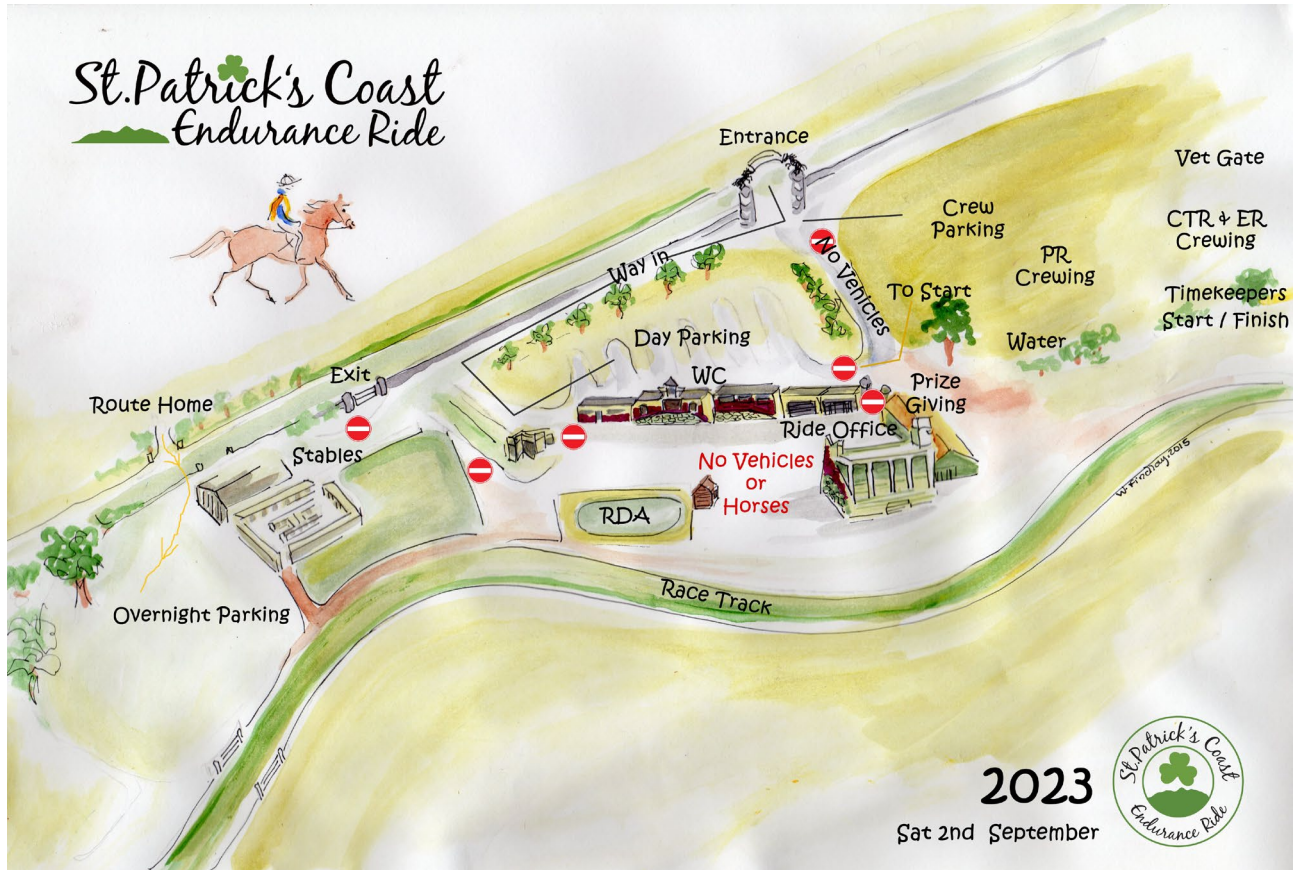 St.Patrick's Coast
Endurance Ride
Entrance
Vet Gate
Crew
Parking
CTR & ER
Crewing
PR
Crewing
Way in
No Vehicles
To Start
Timekeepers
Start / Finish
Day Parking
Water
Exit
WC
Prize
Giving
Route Home
Ride Office
Stables
No Vehicles
or
Horses
RDA
W. Findlay. 2015
Race Track
Overnight Parking
2023
Sat 2nd September
St.Patrick's Coast
Endurance Ride